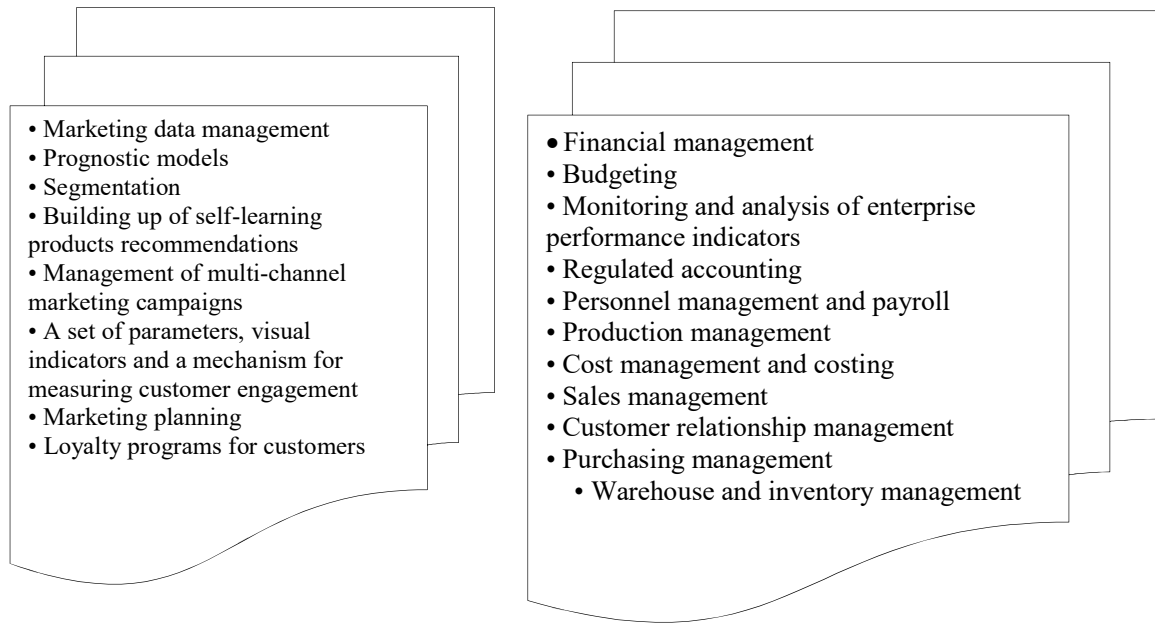 • Marketing data management
• Prognostic models
• Segmentation
• Building up of self-learning
products recommendations
• Management of multi-channel
marketing campaigns
• A set of parameters, visual
indicators and a mechanism for
measuring customer engagement
• Marketing planning
• Loyalty programs for customers
• Financial management
• Budgeting
• Monitoring and analysis of enterprise
performance indicators
• Regulated accounting
• Personnel management and payroll
• Production management
• Cost management and costing
• Sales management
• Customer relationship management
• Purchasing management
• Warehouse and inventory management